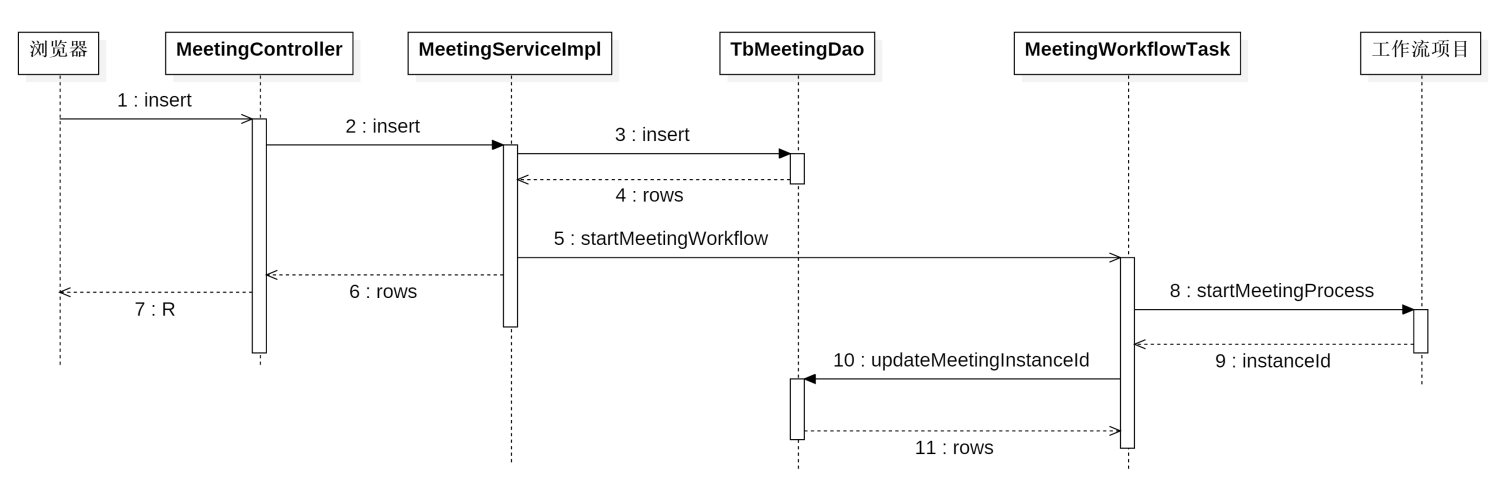 浏览器
MeetingController
MeetingServiceImpl
TbMeetingDao
MeetingWorkflowTask
工作流项目
1 : insert
2 : insert
3 : insert
4 : rows
5 : startMeetingWorkflow
6 : rows
7 : R
8 : startMeetingProcess
9 : instanceId
10 : updateMeetingInstanceId
11 : rows